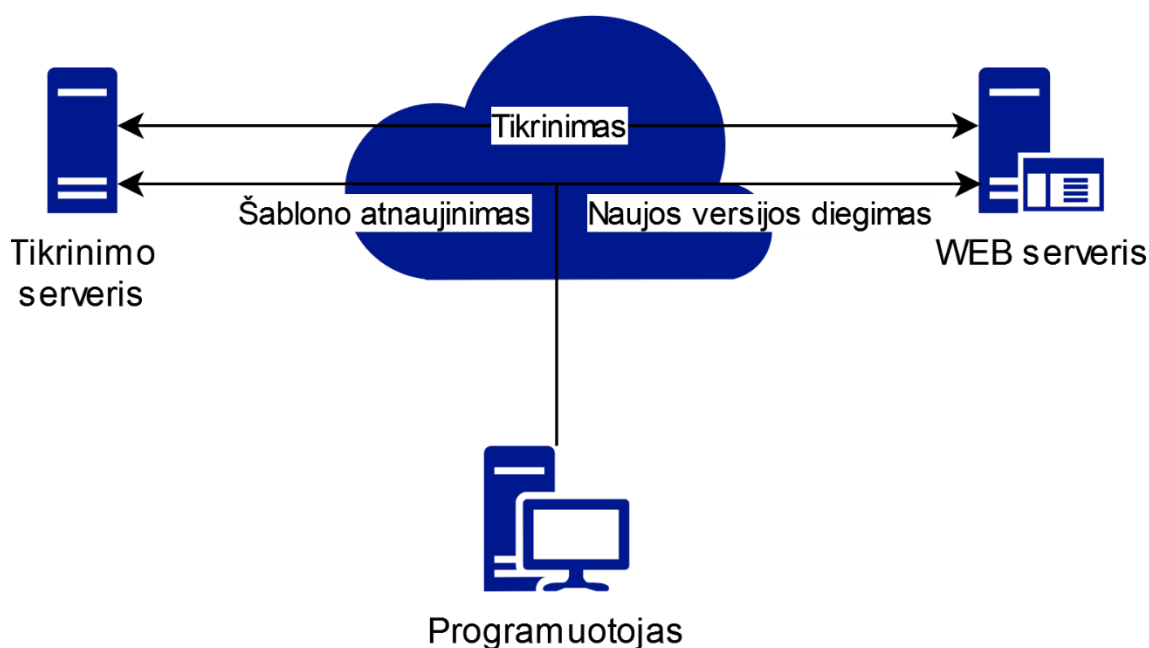 Tikrinimas
Šablono atnaujinimas
Naujos versijos diegimas
Tikrinimo
serveris
WEB serveris
Programuotojas